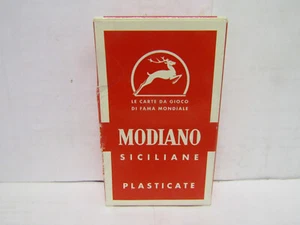 LE CARTE DA GIOCO
DI FAMA MONDIALE
MODIANO
SICILIANE
PLASTICATE